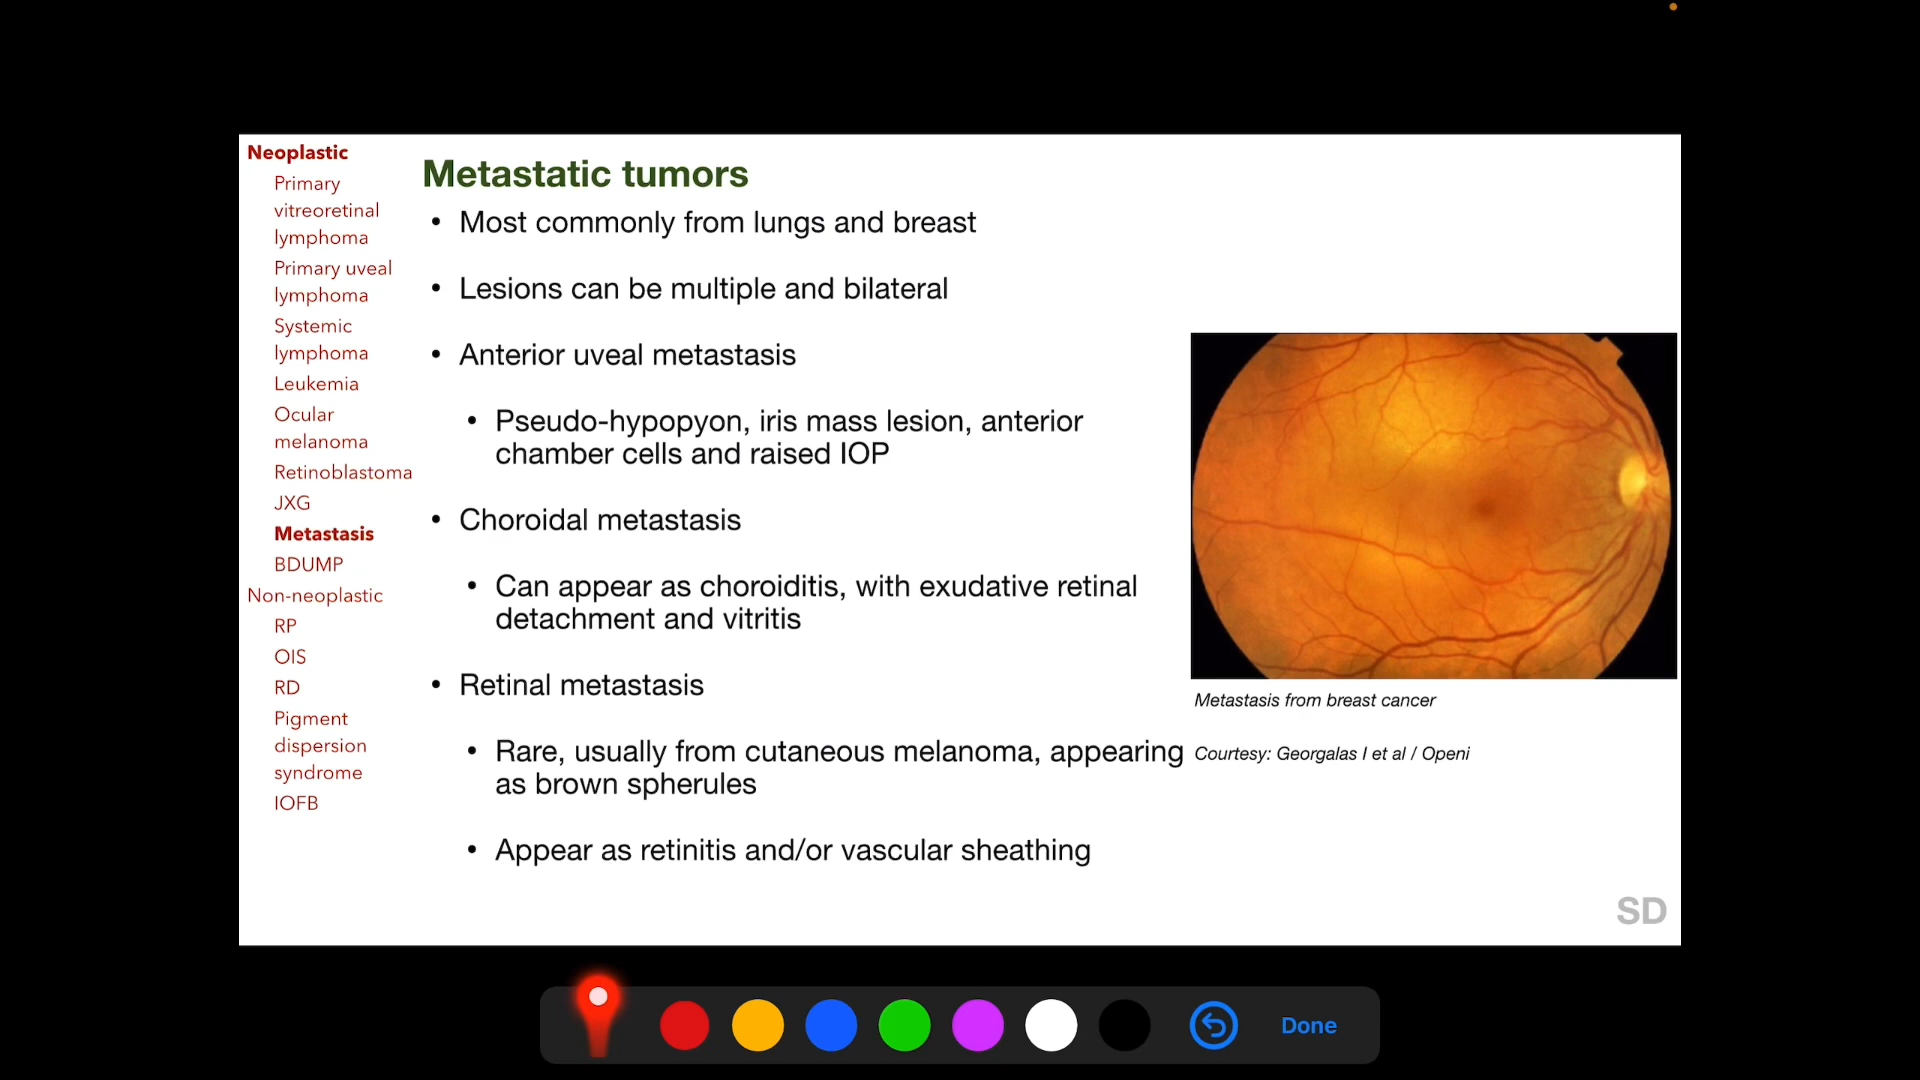 Neoplastic
Primary
vitreoretinal
lymphoma
Primary uveal
lymphoma
Systemic
lymphoma
Leukemia
Ocular
melanoma
Retinoblastoma
JXG
Metastasis
BDUMP
Non-neoplastic
RP
OIS
RD
Pigment
dispersion
syndrome
IOFB
Metastatic tumors
• Most commonly from lungs and breast
• Lesions can be multiple and bilateral
• Anterior uveal metastasis
• Pseudo-hypopyon, iris mass lesion, anterior
chamber cells and raised IOP
• Choroidal metastasis
• Can appear as choroiditis, with exudative retinal
detachment and vitritis
• Retinal metastasis
• Rare, usually from cutaneous melanoma, appearing
as brown spherules
• Appear as retinitis and/or vascular sheathing
Metastasis from breast cancer
Courtesy: Georgalas I et al / Openi
SD
Done